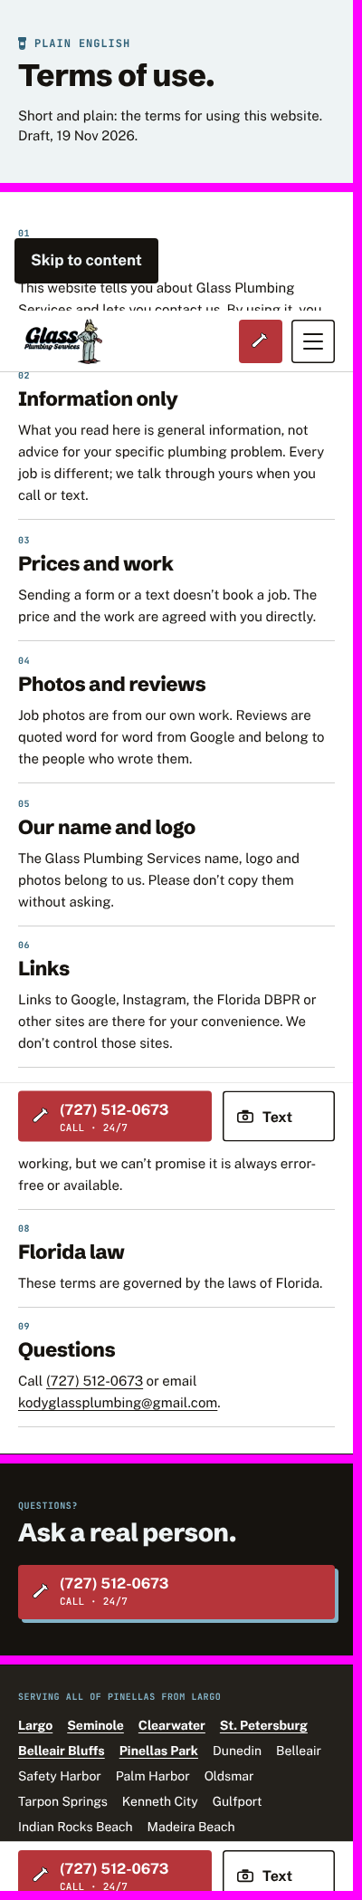 PLAIN ENGLISH
Terms of use.
Short and plain: the terms for using this website.
Draft, 19 Nov 2026.
01
Skip to content
This website tells you about Glass Plumbing
Services and lets you contact us. By using it, you
Glass
Plumbing Services
02
Information only
What you read here is general information, not
advice for your specific plumbing problem. Every
job is different; we talk through yours when you
call or text.
03
Prices and work
Sending a form or a text doesn’t book a job. The
price and the work are agreed with you directly.
04
Photos and reviews
Job photos are from our own work. Reviews are
quoted word for word from Google and belong to
the people who wrote them.
05
Our name and logo
The Glass Plumbing Services name, logo and
photos belong to us. Please don’t copy them
without asking.
06
Links
Links to Google, Instagram, the Florida DBPR or
other sites are there for your convenience. We
don’t control those sites.
(727) 512-0673
CALL · 24/7
Text
working, but we can’t promise it is always error-
free or available.
08
Florida law
These terms are governed by the laws of Florida.
09
Questions
Call (727) 512-0673 or email
kodyglassplumbing@gmail.com.
QUESTIONS?
Ask a real person.
(727) 512-0673
CALL · 24/7
SERVING ALL OF PINELLAS FROM LARGO
Largo Seminole Clearwater St. Petersburg
Belleair Bluffs Pinellas Park Dunedin Belleair
Safety Harbor Palm Harbor Oldsmar
Tarpon Springs Kenneth City Gulfport
Indian Rocks Beach Madeira Beach
(727) 512-0673
CALL · 24/7
Text